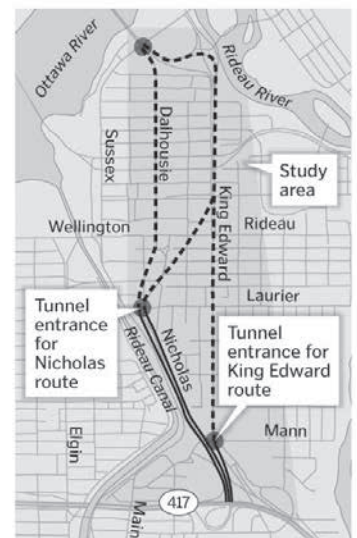 Ottawa River
Rideau River
Sussex
Dalhousie
King Edward
Study
area
Wellington
Rideau
Laurier
Tunnel
entrance
for
Nicholas
route
Nicholas
Rideau Canal
Tunnel
entrance for
King Edward
route
Mann
Elgin
Main
417